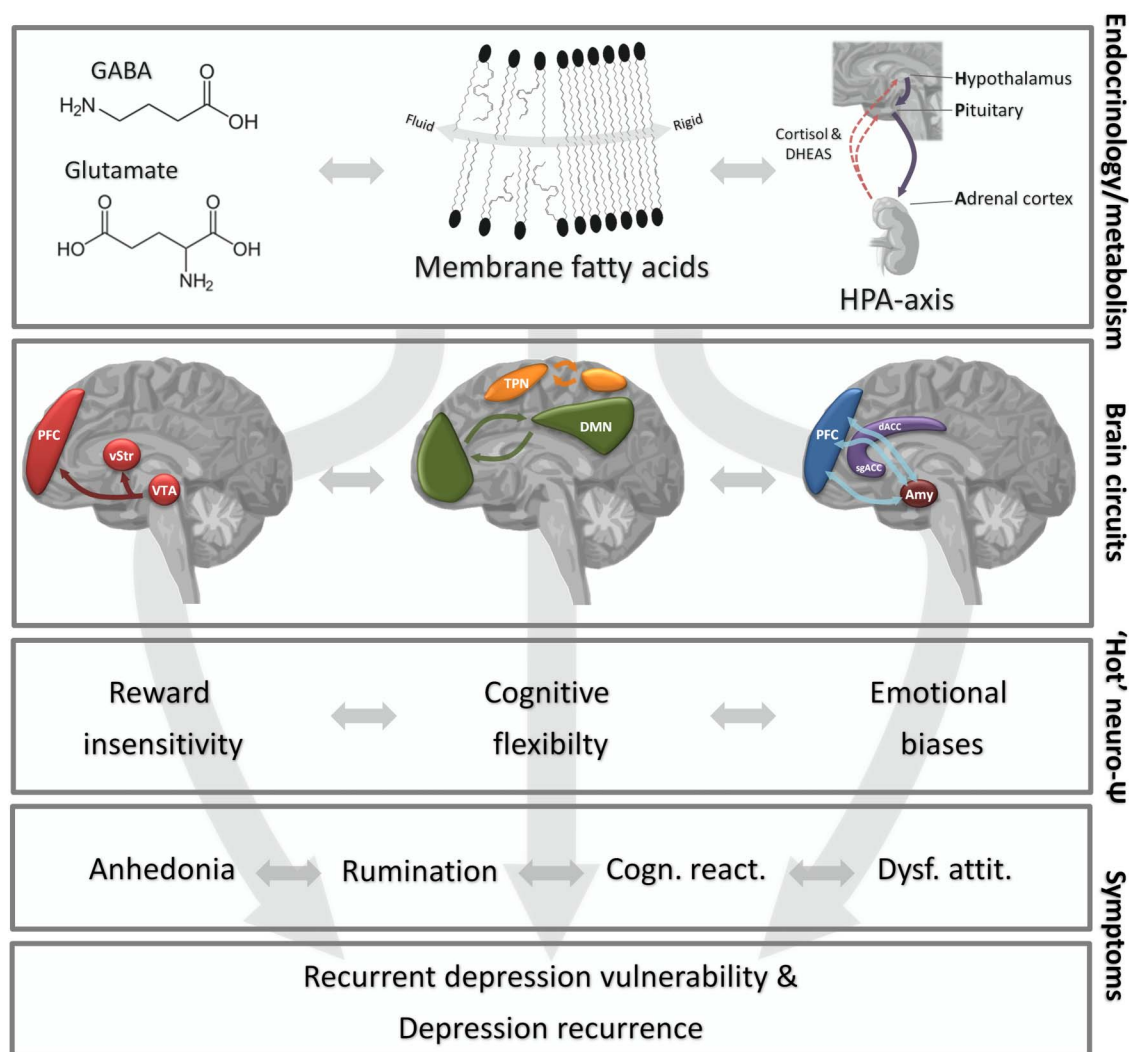 Endocrinology/metabolism
GABA
O
H₂N
OH
Glutamate
O
O
HO
OH
NH₂
Fluid
Rigid
Membrane fatty acids
Hypothalamus
Pituitary
Cortisol &
DHEAS
Adrenal cortex
HPA-axis
Brain circuits
PFC
vStr
VTA
TPN
DMN
PFC
dACC
sgACC
Amy
'Hot' neuro-Ψ
Reward
insensitivity
Cognitive
flexibilty
Emotional
biases
Symptoms
Anhedonia
Rumination
Cogn. react.
Dysf. attit.
Recurrent depression vulnerability &
Depression recurrence